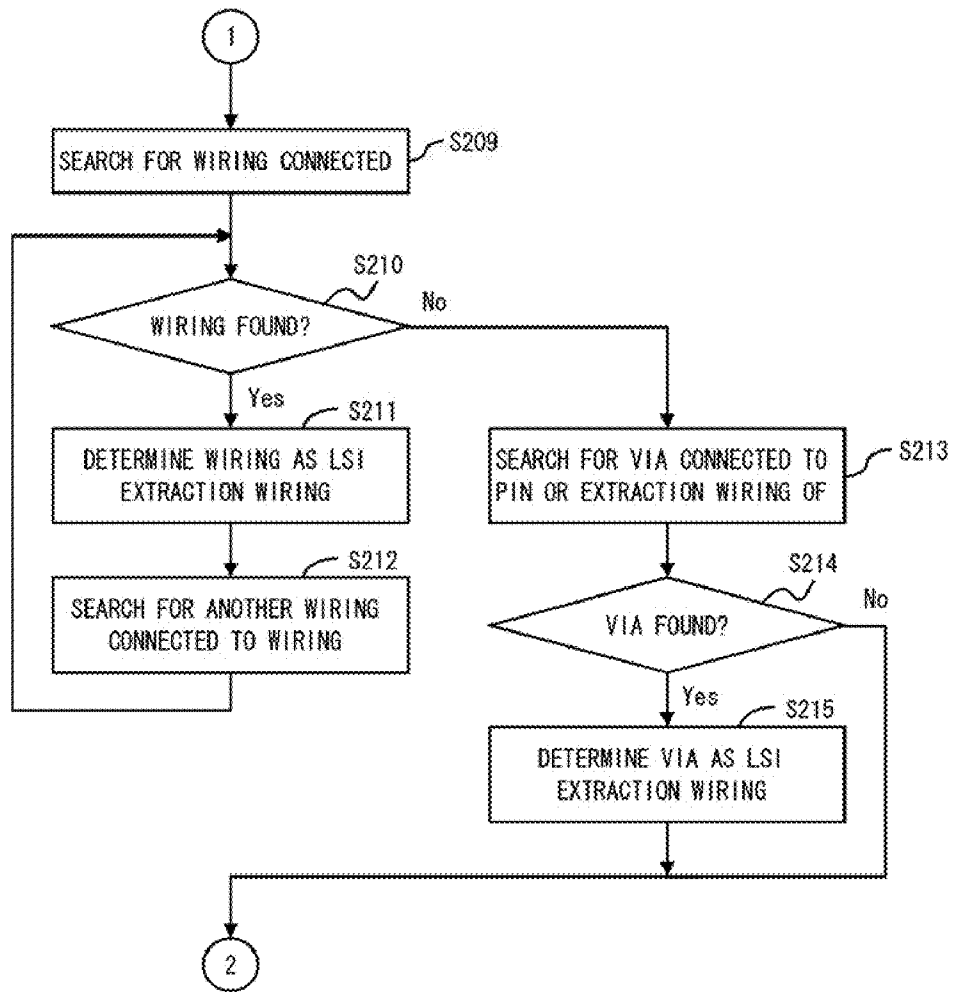 1
SEARCH FOR WIRING CONNECTED
S209
S210
WIRING FOUND?
No
Yes
S211
DETERMINE WIRING AS LSI
EXTRACTION WIRING
S212
SEARCH FOR ANOTHER WIRING
CONNECTED TO WIRING
S213
SEARCH FOR VIA CONNECTED TO
PIN OR EXTRACTION WIRING OF
S214
VIA FOUND?
No
Yes
S215
DETERMINE VIA AS LSI
EXTRACTION WIRING
2